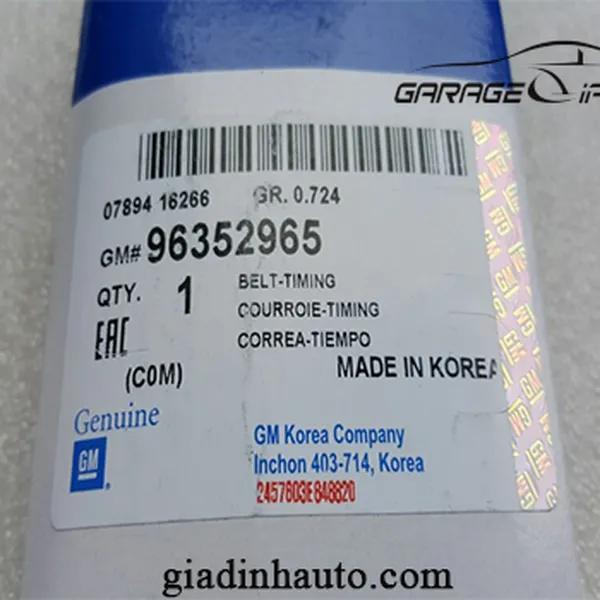 GARAGE
07894 16266 GR. 0.724
GM# 96352965
QTY. 1
BELT-TIMING
COURROIE-TIMING
CORREA-TIEMPO
EAC
(COM)
MADE IN KOREA
Genuine
GM
GM Korea Company
Inchon 403-714, Korea
2457603E848820
giadinhauto.com